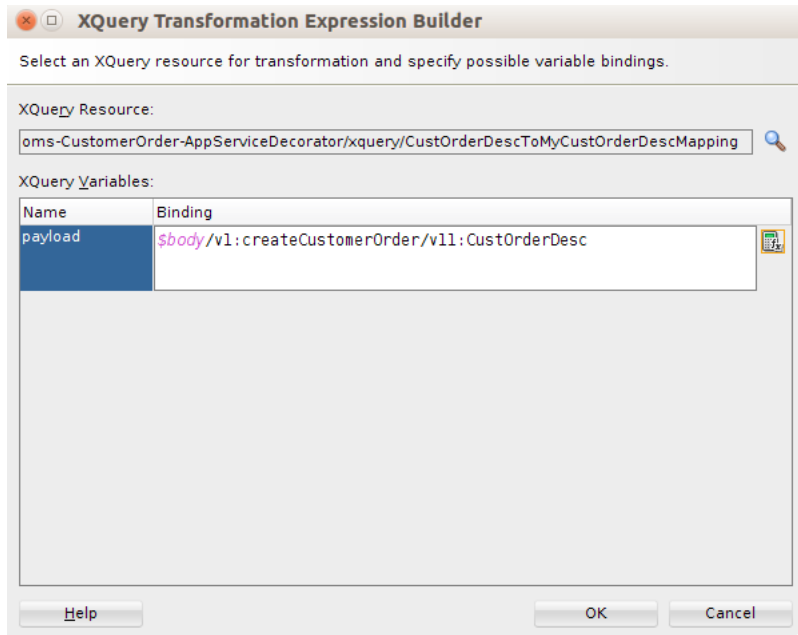 XQuery Transformation Expression Builder
Select an XQuery resource for transformation and specify possible variable bindings.
XQuery Resource:
oms-CustomerOrder-AppServiceDecorator/xquery/CustOrderDescToMyCustOrderDescMapping
XQuery Variables:
Name Binding
payload $body/v1:createCustomerOrder/v11:CustOrderDesc
Help OK Cancel